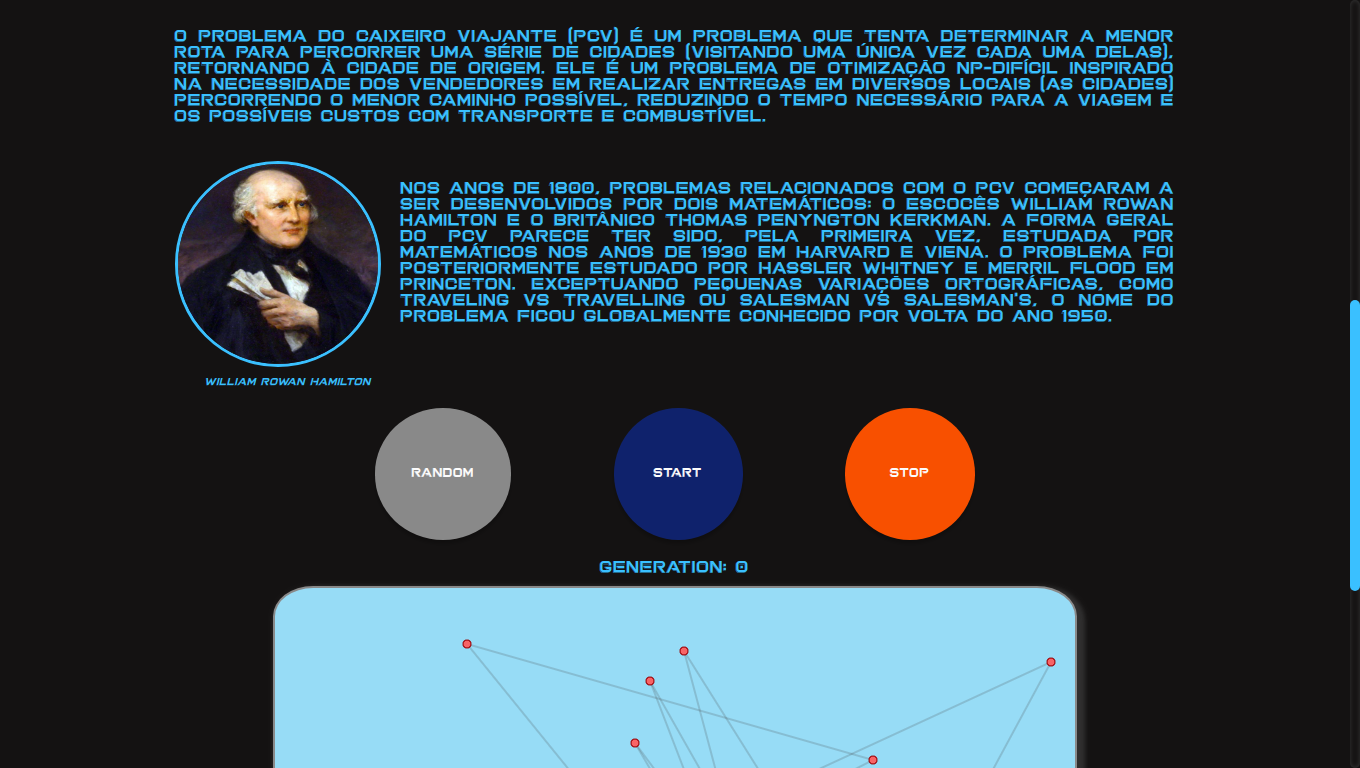 O PROBLEMA DO CAIXEIRO VIAJANTE (PCV) É UM PROBLEMA QUE TENTA DETERMINAR A MENOR
ROTA PARA PERCORRER UMA SÉRIE DE CIDADES (VISITANDO UMA ÚNICA VEZ CADA UMA DELAS),
RETORNANDO À CIDADE DE ORIGEM. ELE É UM PROBLEMA DE OTIMIZAÇÃO NP-DIFÍCIL INSPIRADO
NA NECESSIDADE DOS VENDEDORES EM REALIZAR ENTREGAS EM DIVERSOS LOCAIS (AS CIDADES)
PERCORRENDO O MENOR CAMINHO POSSÍVEL, REDUZINDO O TEMPO NECESSÁRIO PARA A VIAGEM E
OS POSSÍVEIS CUSTOS COM TRANSPORTE E COMBUSTÍVEL.
NOS ANOS DE 1800, PROBLEMAS RELACIONADOS COM O PCV COMEÇARAM A
SER DESENVOLVIDOS POR DOIS MATEMÁTICOS: O ESCOCÊS WILLIAM ROWAN
HAMILTON E O BRITÂNICO THOMAS PENYNGTON KERKMAN. A FORMA GERAL
DO PCV PARECE TER SIDO, PELA PRIMEIRA VEZ, ESTUDADA POR
MATEMÁTICOS NOS ANOS DE 1930 EM HARVARD E VIENA. O PROBLEMA FOI
POSTERIORMENTE ESTUDADO POR HASSLER WHITNEY E MERRIL FLOOD EM
PRINCETON. EXCEPTUANDO PEQUENAS VARIAÇÕES ORTOGRÁFICAS, COMO
TRAVELING VS TRAVELLING OU SALESMAN VS SALESMAN'S, O NOME DO
PROBLEMA FICOU GLOBALMENTE CONHECIDO POR VOLTA DO ANO 1950.
WILLIAM ROWAN HAMILTON
RANDOM
START
STOP
GENERATION: 0